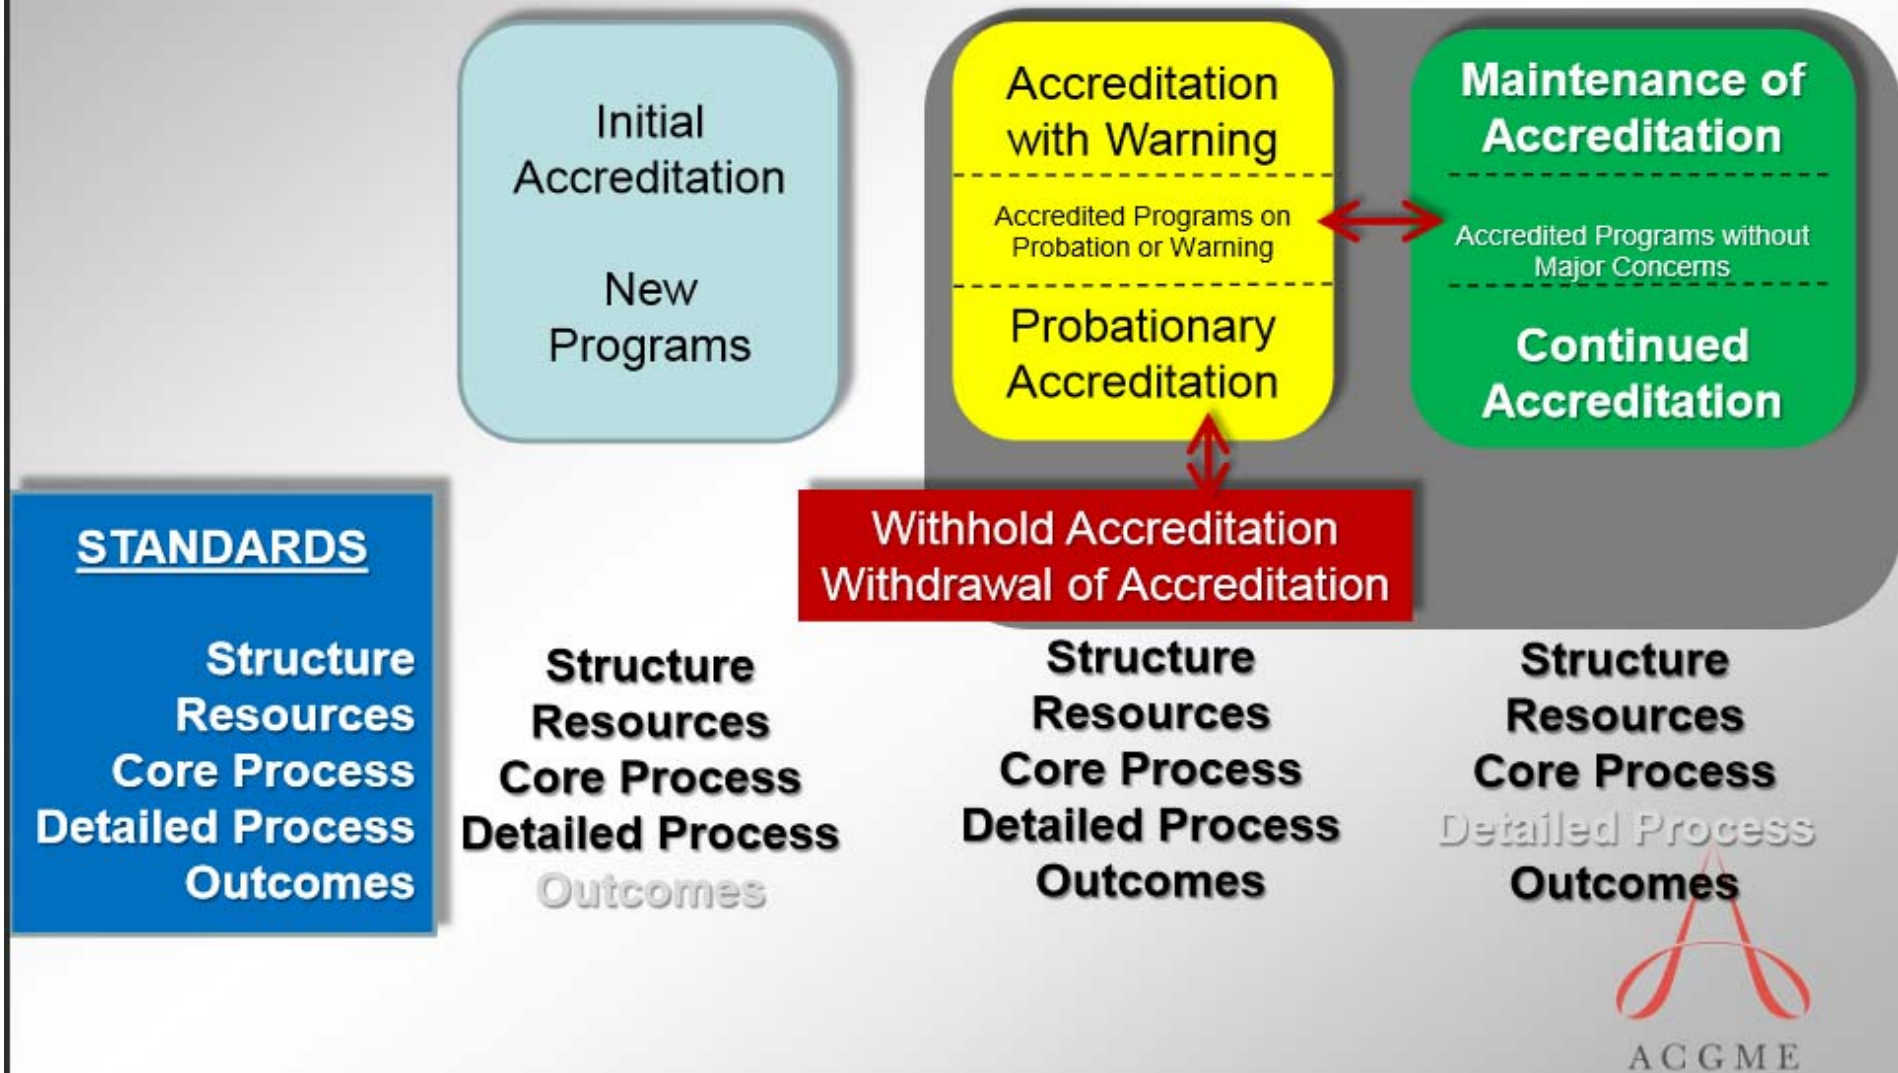 Initial
Accreditation
New
Programs
Accreditation
with Warning
Accredited Programs on
Probation or Warning
Probationary
Accreditation
Maintenance of
Accreditation
Accredited Programs without
Major Concerns
Continued
Accreditation
Withhold Accreditation
Withdrawal of Accreditation
STANDARDS
Structure
Resources
Core Process
Detailed Process
Outcomes
Structure
Resources
Core Process
Detailed Process
Outcomes
Structure
Resources
Core Process
Detailed Process
Outcomes
Structure
Resources
Core Process
Detailed Process
Outcomes
ACGME